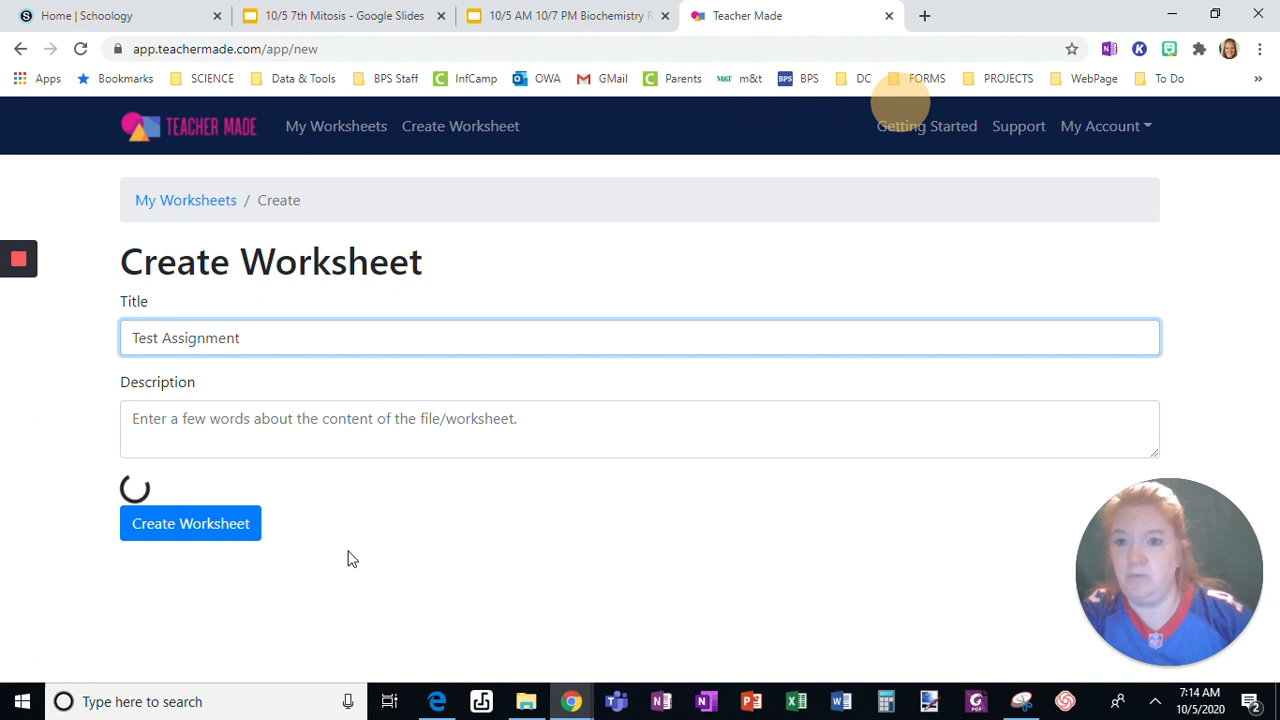 Home | Schoology
10/5 7th Mitosis - Google Slides
10/5 AM 10/7 PM Biochemistry R
Teacher Made
app.teachermade.com/app/new
Apps Bookmarks SCIENCE Data & Tools BPS Staff InfCamp OWA GMail Parents m&t BPS DC FORMS PROJECTS WebPage To Do »
TEACHER MADE My Worksheets Create Worksheet Getting Started Support My Account
My Worksheets / Create
Create Worksheet
Title
Test Assignment
Description
Enter a few words about the content of the file/worksheet.
Create Worksheet
Type here to search
7:14 AM
10/5/2020
2